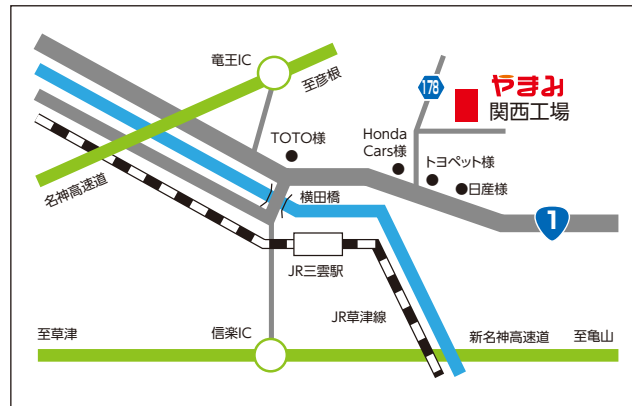 竜王IC
至彦根
178
やまみ
関西工場
TOTO様
Honda
Cars様
トヨペット様
日産様
名神高速道
横田橋
1
JR三雲駅
JR草津線
至草津
信楽IC
新名神高速道
至亀山